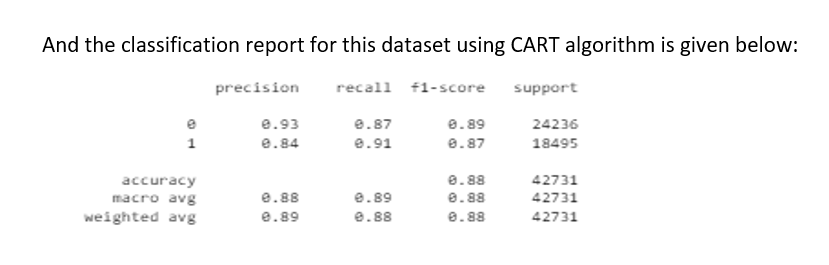 And the classification report for this dataset using CART algorithm is given below:
precision recall f1-score support
0 0.93 0.87 0.89 24236
1 0.84 0.91 0.87 18495
accuracy 0.88 42731
macro avg 0.88 0.89 0.88 42731
weighted avg 0.89 0.88 0.88 42731